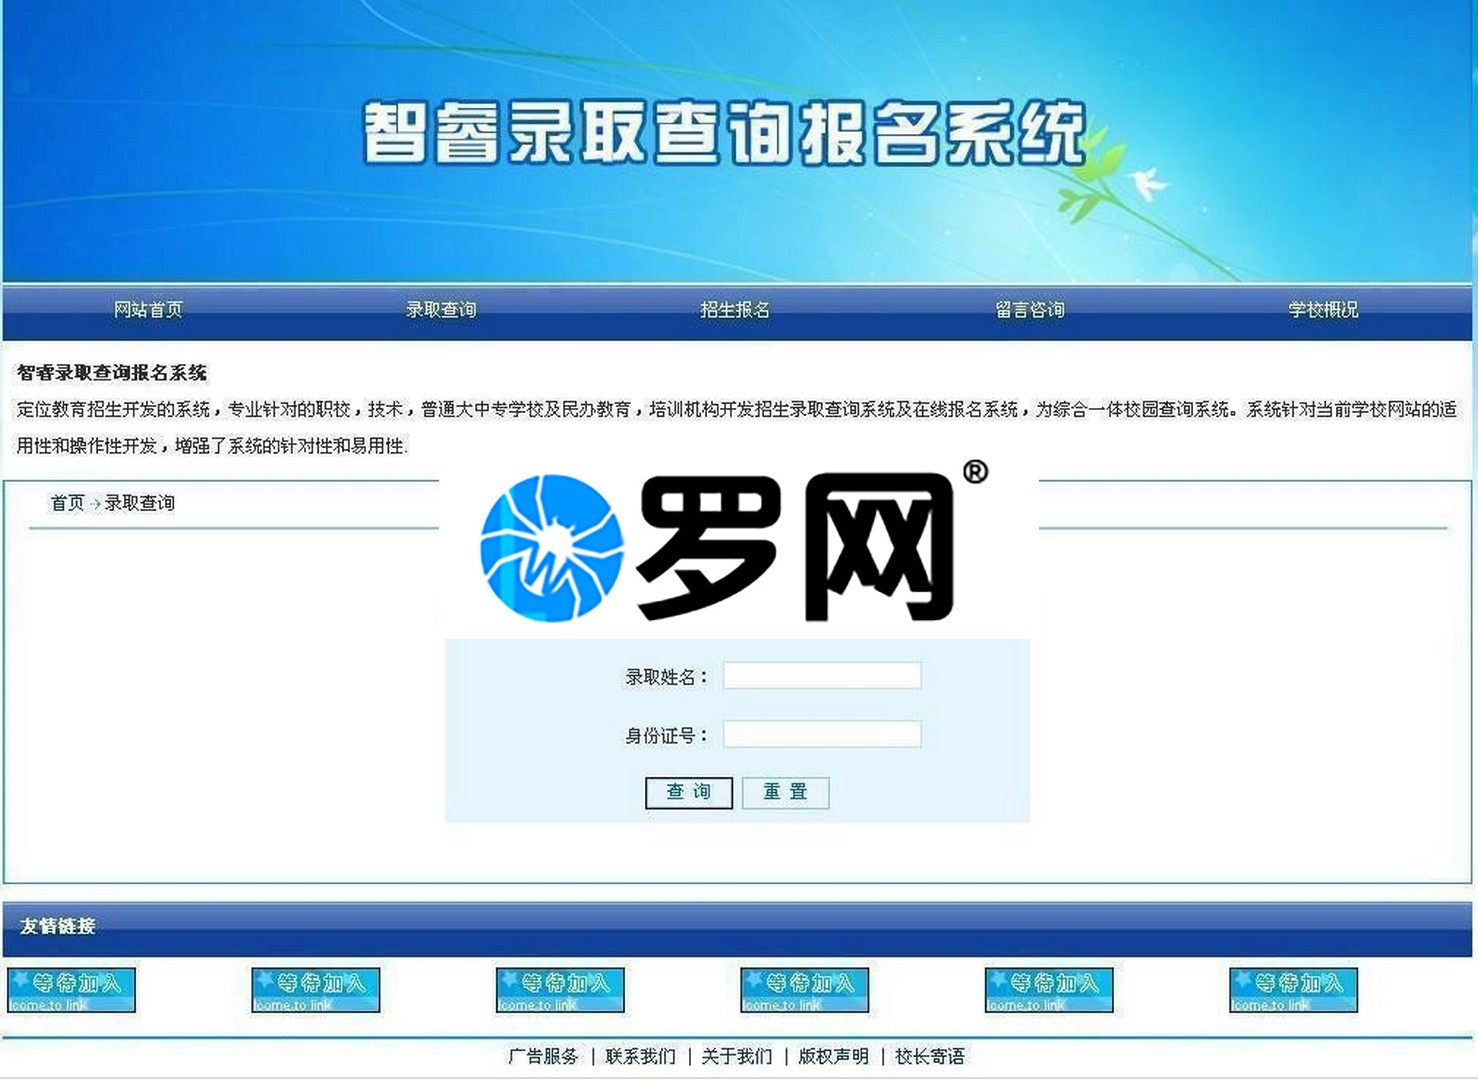 智睿录取查询报名系统
网站首页 录取查询 招生报名 留言咨询 学校概况
智睿录取查询报名系统
定位教育招生开发的系统，专业针对的职校，技术，普通大中专学校及民办教育，培训机构开发招生录取查询系统及在线报名系统，为综合一体校园查询系统。系统针对当前学校网站的适
用性和操作性开发，增强了系统的针对性和易用性.
首页→录取查询
罗网®
录取姓名：
身份证号：
查 询 重 置
友情链接
等待加入 等待加入 等待加入 等待加入 等待加入 等待加入
lcome to link lcome to link lcome to link lcome to link lcome to link lcome to link
广告服务 | 联系我们 | 关于我们 | 版权声明 | 校长寄语